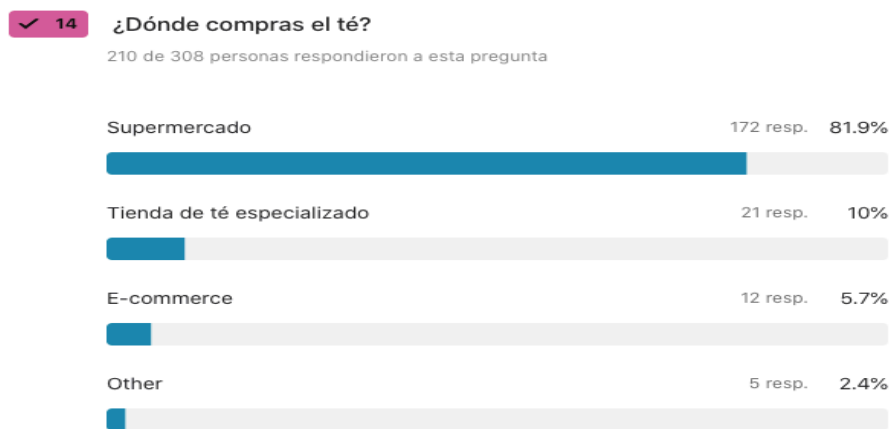 14 ¿Dónde compras el té?
210 de 308 personas respondieron a esta pregunta
Supermercado 172 resp. 81.9%
Tienda de té especializado 21 resp. 10%
E-commerce 12 resp. 5.7%
Other 5 resp. 2.4%